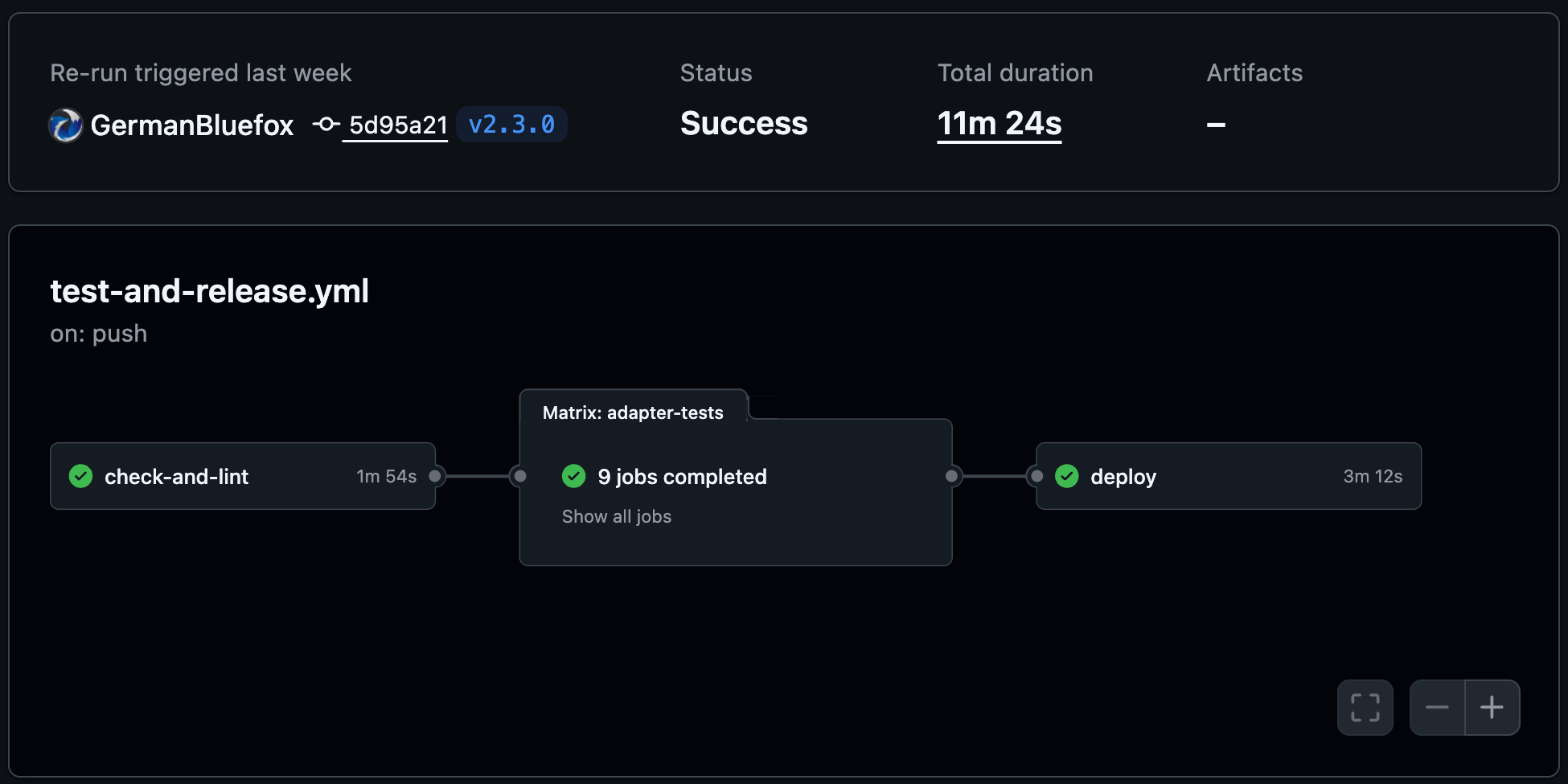 Re-run triggered last week
GermanBluefox 5d95a21 v2.3.0
Status
Success
Total duration
11m 24s
Artifacts
–
test-and-release.yml
on: push
check-and-lint 1m 54s
Matrix: adapter-tests
9 jobs completed
Show all jobs
deploy 3m 12s